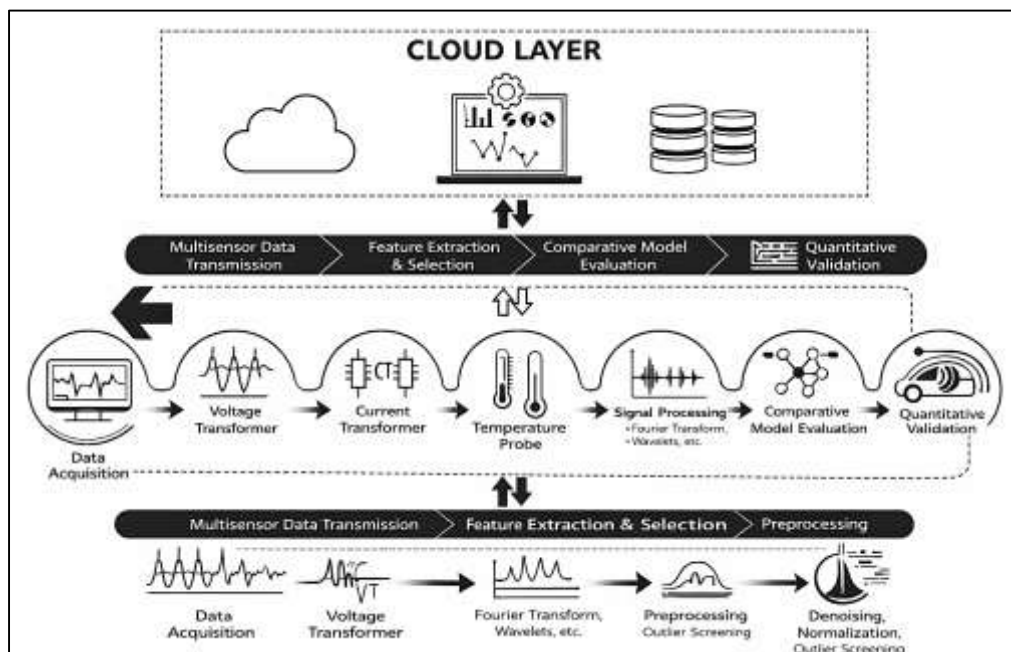 CLOUD LAYER
Multisensor Data
Transmission
Feature Extraction
& Selection
Comparative Model
Evaluation
Quantitative
Validation
Data
Acquisition
Voltage
Transformer
CT
Current
Transformer
Temperature
Probe
Signal Processing
• Fourier Transform,
• Wavelets, etc.
Comparative
Model Evaluation
Quantitative
Validation
Multisensor Data Transmission
Feature Extraction & Selection
Preprocessing
Data
Acquisition
VT
Voltage
Transformer
Fourier Transform,
Wavelets, etc.
Preprocessing
Outlier Screening
Denoising,
Normalization,
Outlier Screening